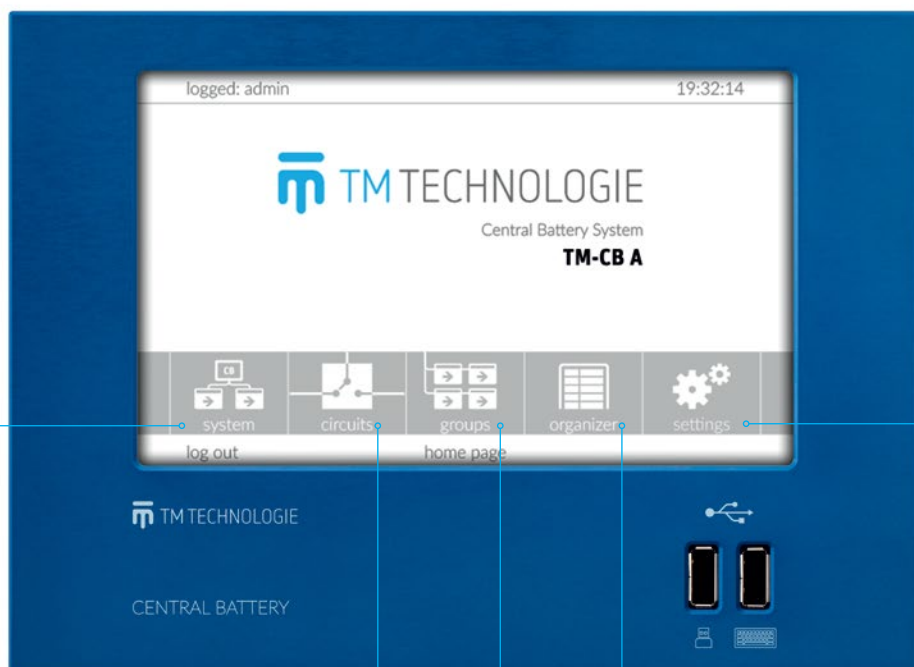 logged: admin 19:32:14
TM TECHNOLOGIE
Central Battery System
TM-CB A
CB
system circuits groups organizer settings
log out home page
TM TECHNOLOGIE
CENTRAL BATTERY